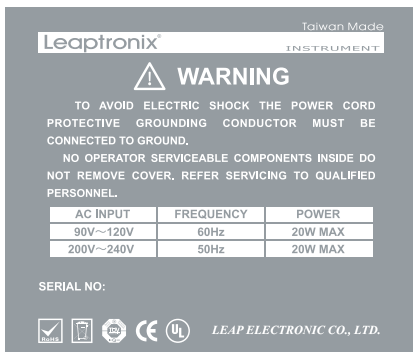 Taiwan Made
Leaptronix®
INSTRUMENT
WARNING
TO AVOID ELECTRIC SHOCK THE POWER CORD
PROTECTIVE GROUNDING CONDUCTOR MUST BE
CONNECTED TO GROUND.
NO OPERATOR SERVICEABLE COMPONENTS INSIDE DO
NOT REMOVE COVER. REFER SERVICING TO QUALIFIED
PERSONNEL.
AC INPUT FREQUENCY POWER
90V～120V 60Hz 20W MAX
200V～240V 50Hz 20W MAX
SERIAL NO:
RoHS CE UL LEAP ELECTRONIC CO., LTD.